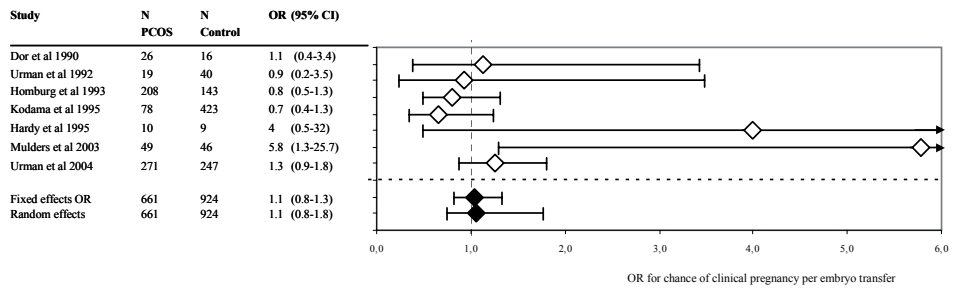 Study N N OR (95% CI)
PCOS Control
Dor et al 1990 26 16 1.1 (0.4-3.4)
Urman et al 1992 19 40 0.9 (0.2-3.5)
Homburg et al 1993 208 143 0.8 (0.5-1.3)
Kodama et al 1995 78 423 0.7 (0.4-1.3)
Hardy et al 1995 10 9 4 (0.5-32)
Mulders et al 2003 49 46 5.8 (1.3-25.7)
Urman et al 2004 271 247 1.3 (0.9-1.8)
Fixed effects OR 661 924 1.1 (0.8-1.3)
Random effects 661 924 1.1 (0.8-1.8)
0,0 1,0 2,0 3,0 4,0 5,0 6,0
OR for chance of clinical pregnancy per embryo transfer